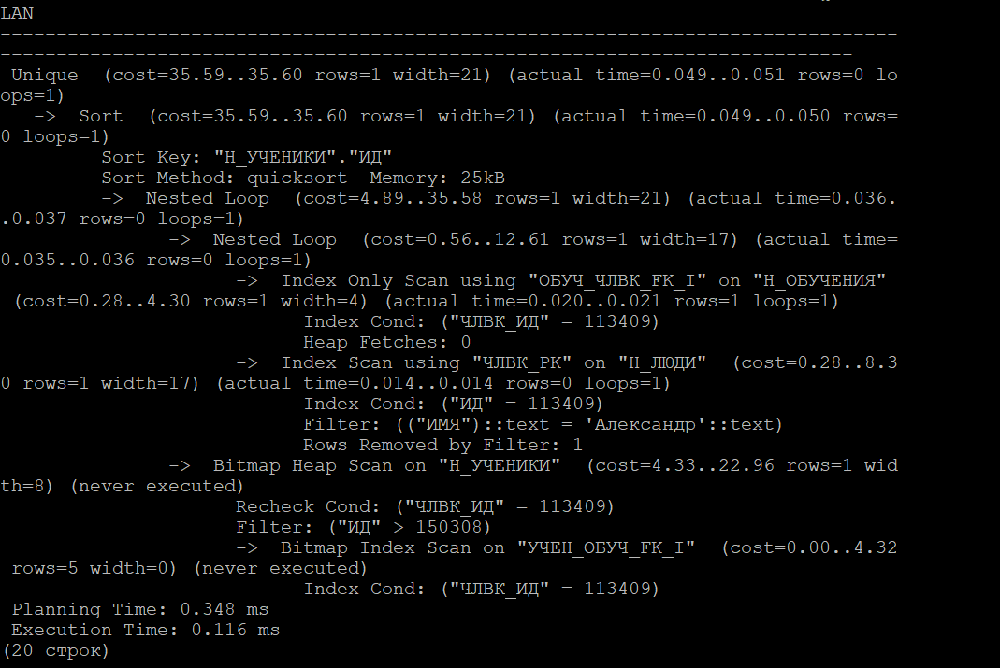 LAN
--------------------------------------------------------------------------------
----------------------------------------------------------------------------
 Unique  (cost=35.59..35.60 rows=1 width=21) (actual time=0.049..0.051 rows=0 lo
ops=1)
   ->  Sort  (cost=35.59..35.60 rows=1 width=21) (actual time=0.049..0.050 rows=
0 loops=1)
         Sort Key: "Н_УЧЕНИКИ"."ИД"
         Sort Method: quicksort  Memory: 25kB
         ->  Nested Loop  (cost=4.89..35.58 rows=1 width=21) (actual time=0.036.
.0.037 rows=0 loops=1)
               ->  Nested Loop  (cost=0.56..12.61 rows=1 width=17) (actual time=
0.035..0.036 rows=0 loops=1)
                     ->  Index Only Scan using "ОБУЧ_ЧЛВК_FK_I" on "Н_ОБУЧЕНИЯ"
 (cost=0.28..4.30 rows=1 width=4) (actual time=0.020..0.021 rows=1 loops=1)
                           Index Cond: ("ЧЛВК_ИД" = 113409)
                           Heap Fetches: 0
                     ->  Index Scan using "ЧЛВК_PK" on "Н_ЛЮДИ"  (cost=0.28..8.3
0 rows=1 width=17) (actual time=0.014..0.014 rows=0 loops=1)
                           Index Cond: ("ИД" = 113409)
                           Filter: (("ИМЯ")::text = 'Александр'::text)
                           Rows Removed by Filter: 1
               ->  Bitmap Heap Scan on "Н_УЧЕНИКИ"  (cost=4.33..22.96 rows=1 wid
th=8) (never executed)
                     Recheck Cond: ("ЧЛВК_ИД" = 113409)
                     Filter: ("ИД" > 150308)
                     ->  Bitmap Index Scan on "УЧЕН_ОБУЧ_FK_I"  (cost=0.00..4.32
 rows=5 width=0) (never executed)
                           Index Cond: ("ЧЛВК_ИД" = 113409)
 Planning Time: 0.348 ms
 Execution Time: 0.116 ms
(20 строк)